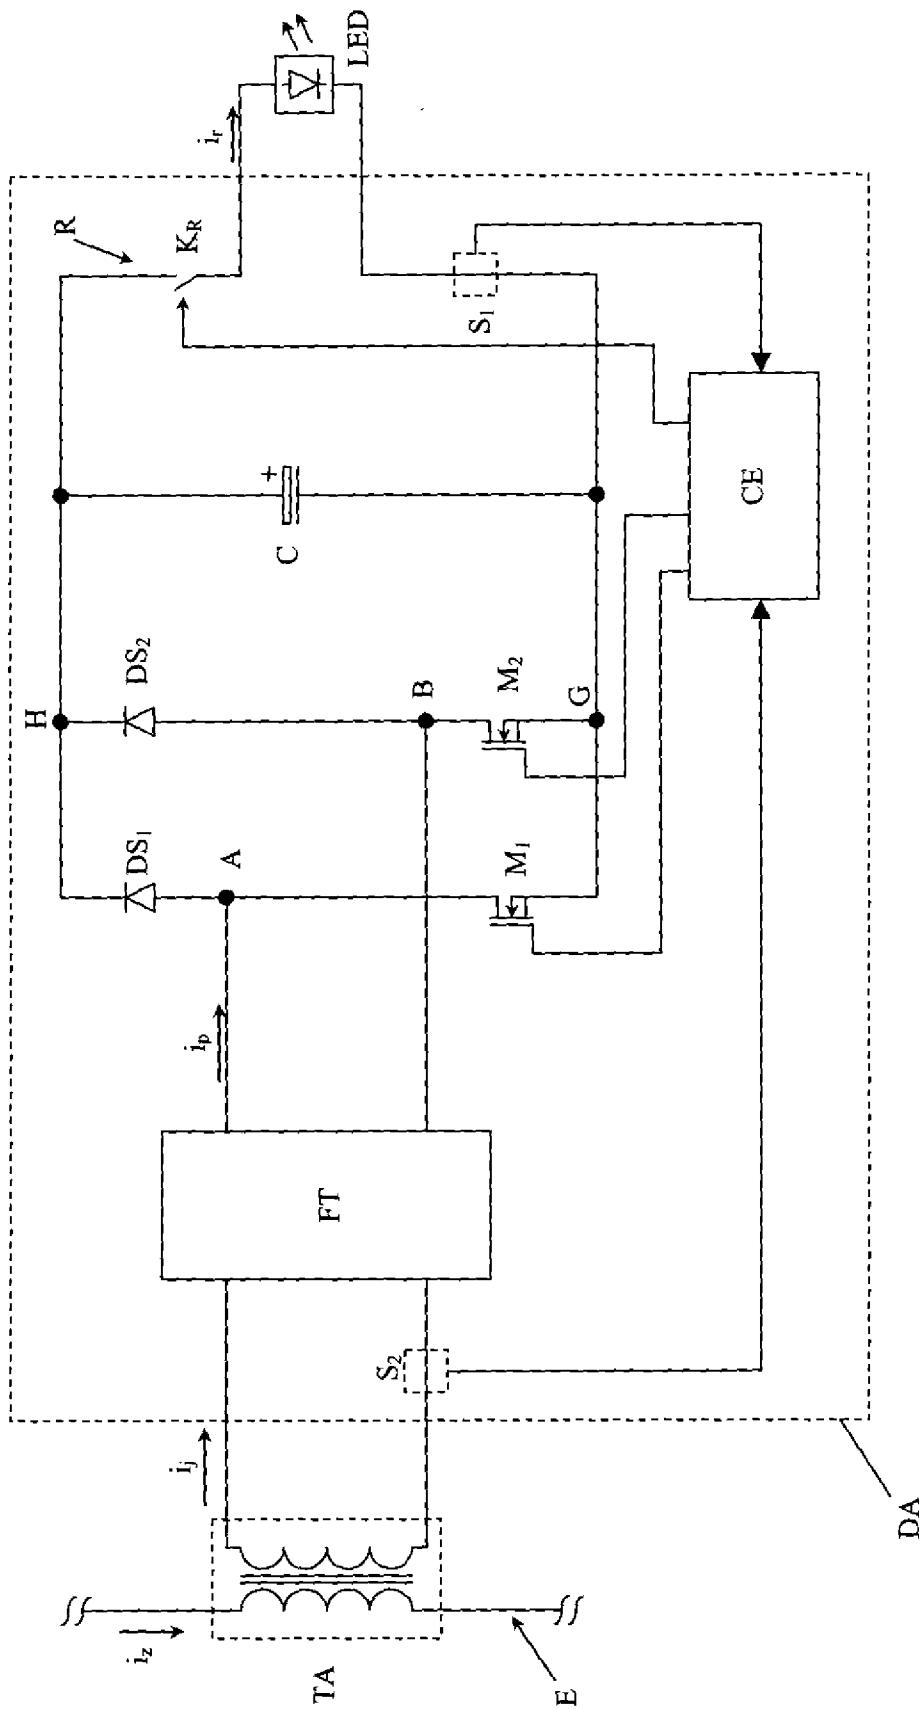 LED
i_r
R
K_R
S_1
C
+
CE
H
DS_2
B
M_2
G
DS_1
A
M_1
i_p
FT
S_2
i_j
DA
i_z
TA
E